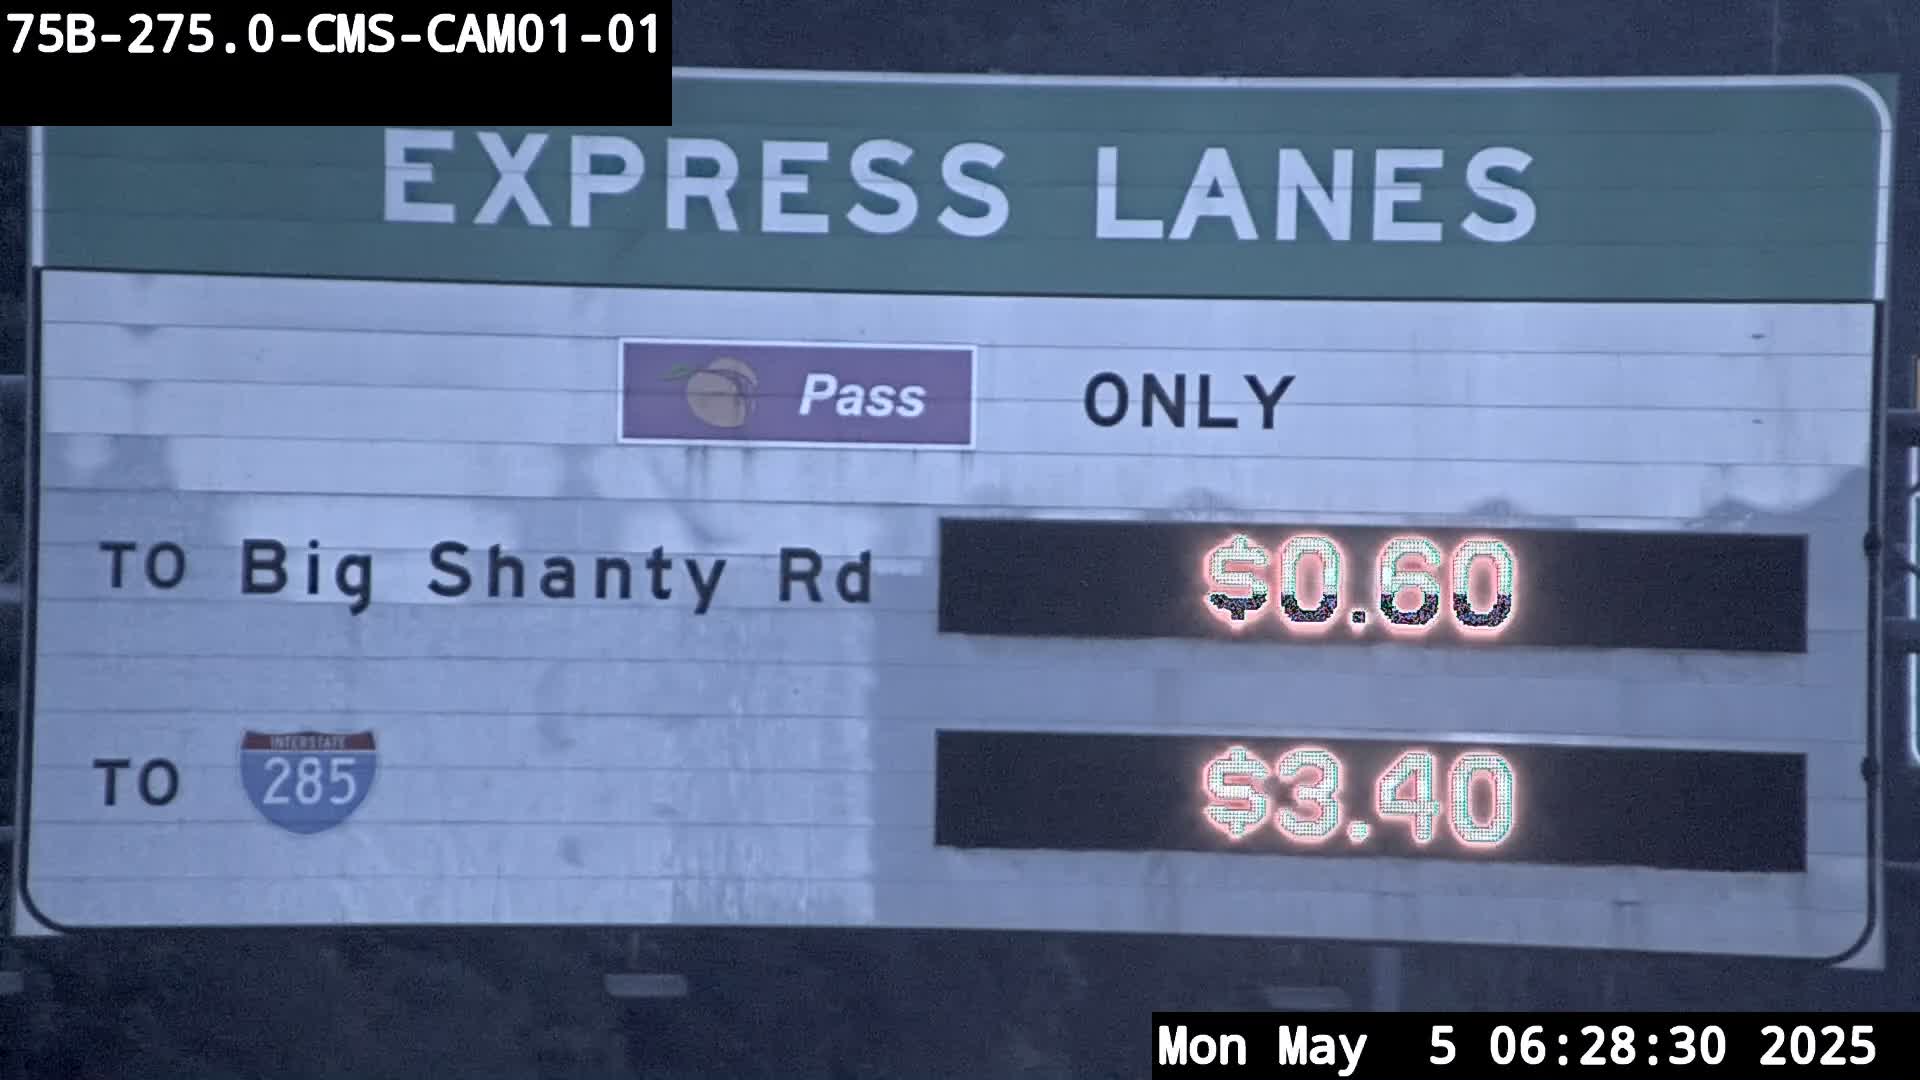 75B-275.0-CMS-CAM01-01
EXPRESS LANES
Pass ONLY
TO Big Shanty Rd $0.60
TO INTERSTATE 285 $3.40
Mon May 5 06:28:30 2025